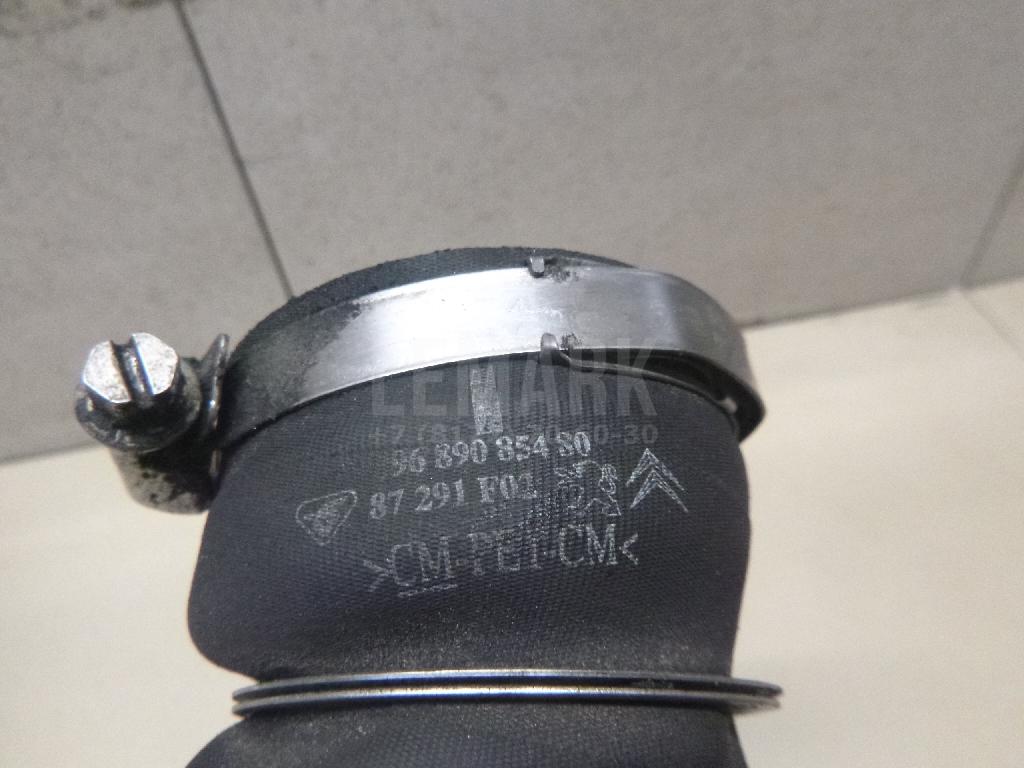 LEMARK
96 890 854 80
87 291 F02
>CM-PET-CM<